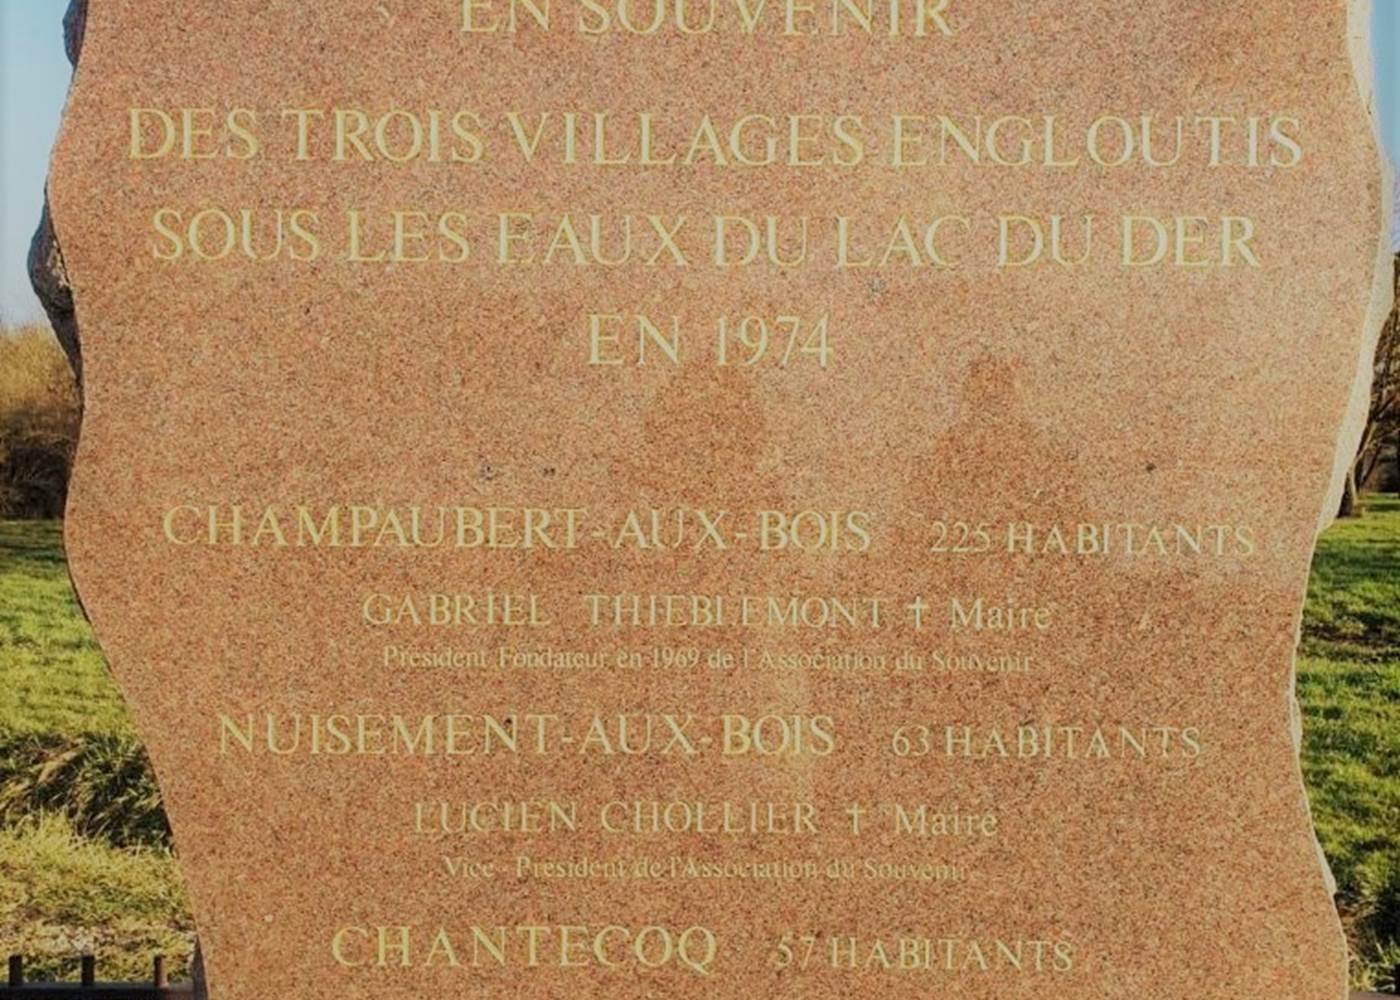 EN SOUVENIR
DES TROIS VILLAGES ENGLOUTIS
SOUS LES EAUX DU LAC DU DER
EN 1974
CHAMPAUBERT-AUX-BOIS 225 HABITANTS
GABRIEL THIEBLEMONT † Maire
Président Fondateur en 1969 de l'Association du Souvenir
NUISEMENT-AUX-BOIS 63 HABITANTS
LUCIEN CHOLLIER † Maire
Vice-Président de l'Association du Souvenir
CHANTECOQ 57 HABITANTS